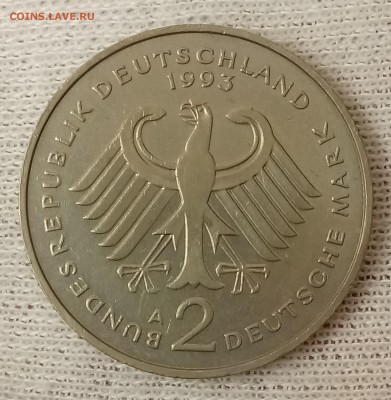 COINS.LAVE.RU
BUNDESREPUBLIK DEUTSCHLAND
1993
A
2
DEUTSCHE MARK